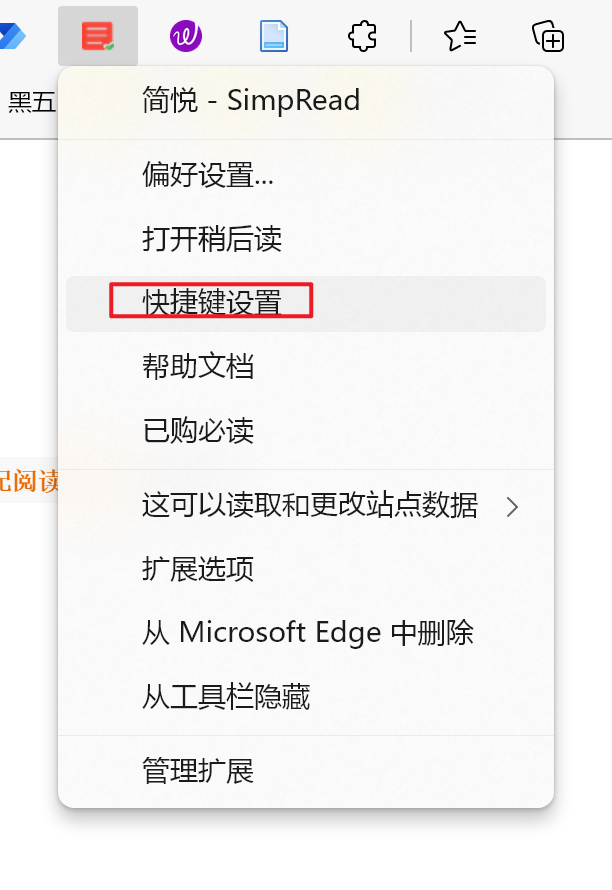 黑五
简悦 - SimpRead
偏好设置...
打开稍后读
快捷键设置
帮助文档
已购必读
配阅读
这可以读取和更改站点数据
扩展选项
从 Microsoft Edge 中删除
从工具栏隐藏
管理扩展